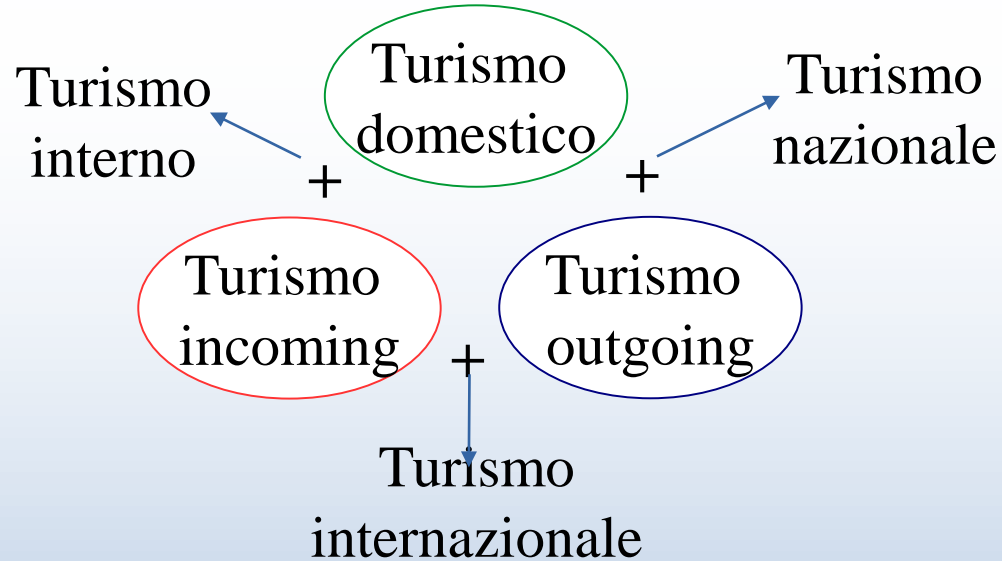 Turismo
domestico
Turismo
interno
Turismo
nazionale
+
+
Turismo
incoming
Turismo
outgoing
+
Turismo
internazionale